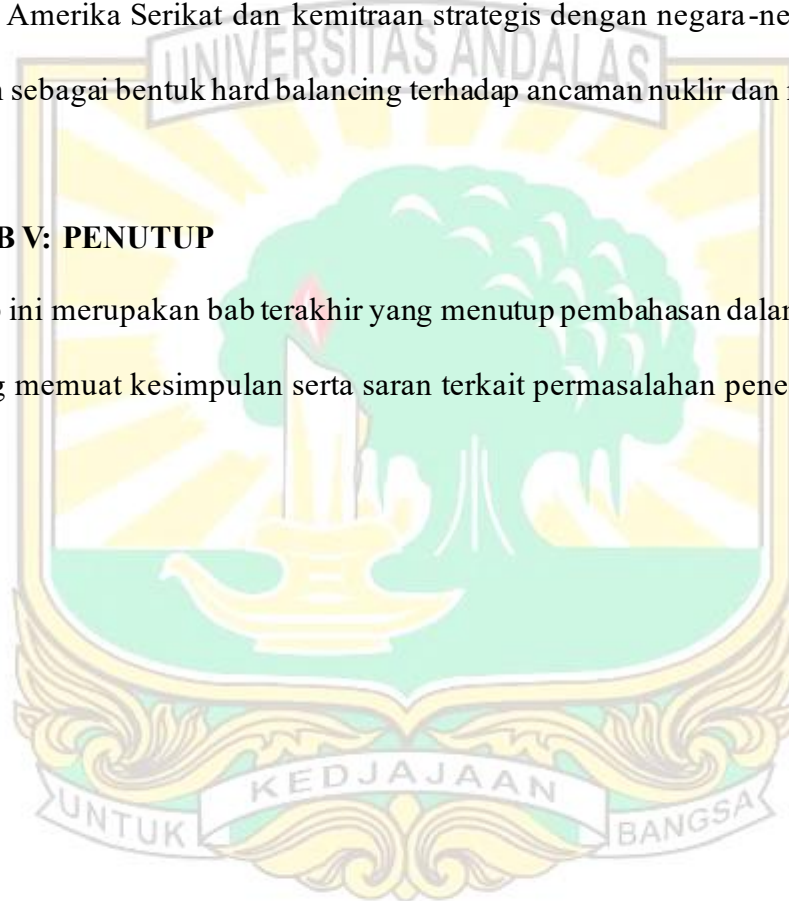 Amerika Serikat dan kemitraan strategis dengan negara-ne
UNIVERSITAS ANDALAS
sebagai bentuk hard balancing terhadap ancaman nuklir dan
B V: PENUTUP
ini merupakan bab terakhir yang menutup pembahasan dalam
memuat kesimpulan serta saran terkait permasalahan pene
KEDJAJAAN
UNTUK BANGSA